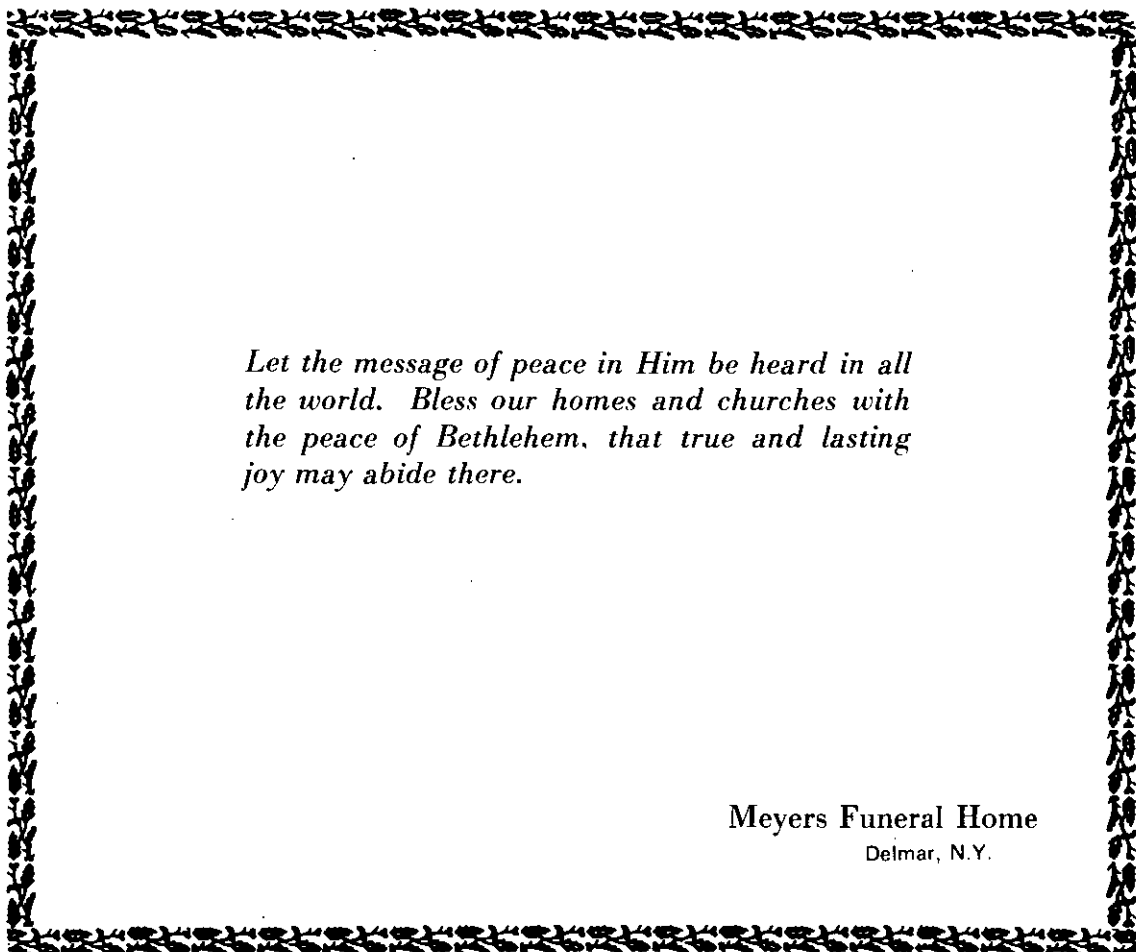 Let the message of peace in Him be heard in all
the world. Bless our homes and churches with
the peace of Bethlehem, that true and lasting
joy may abide there.
Meyers Funeral Home
Delmar, N.Y.